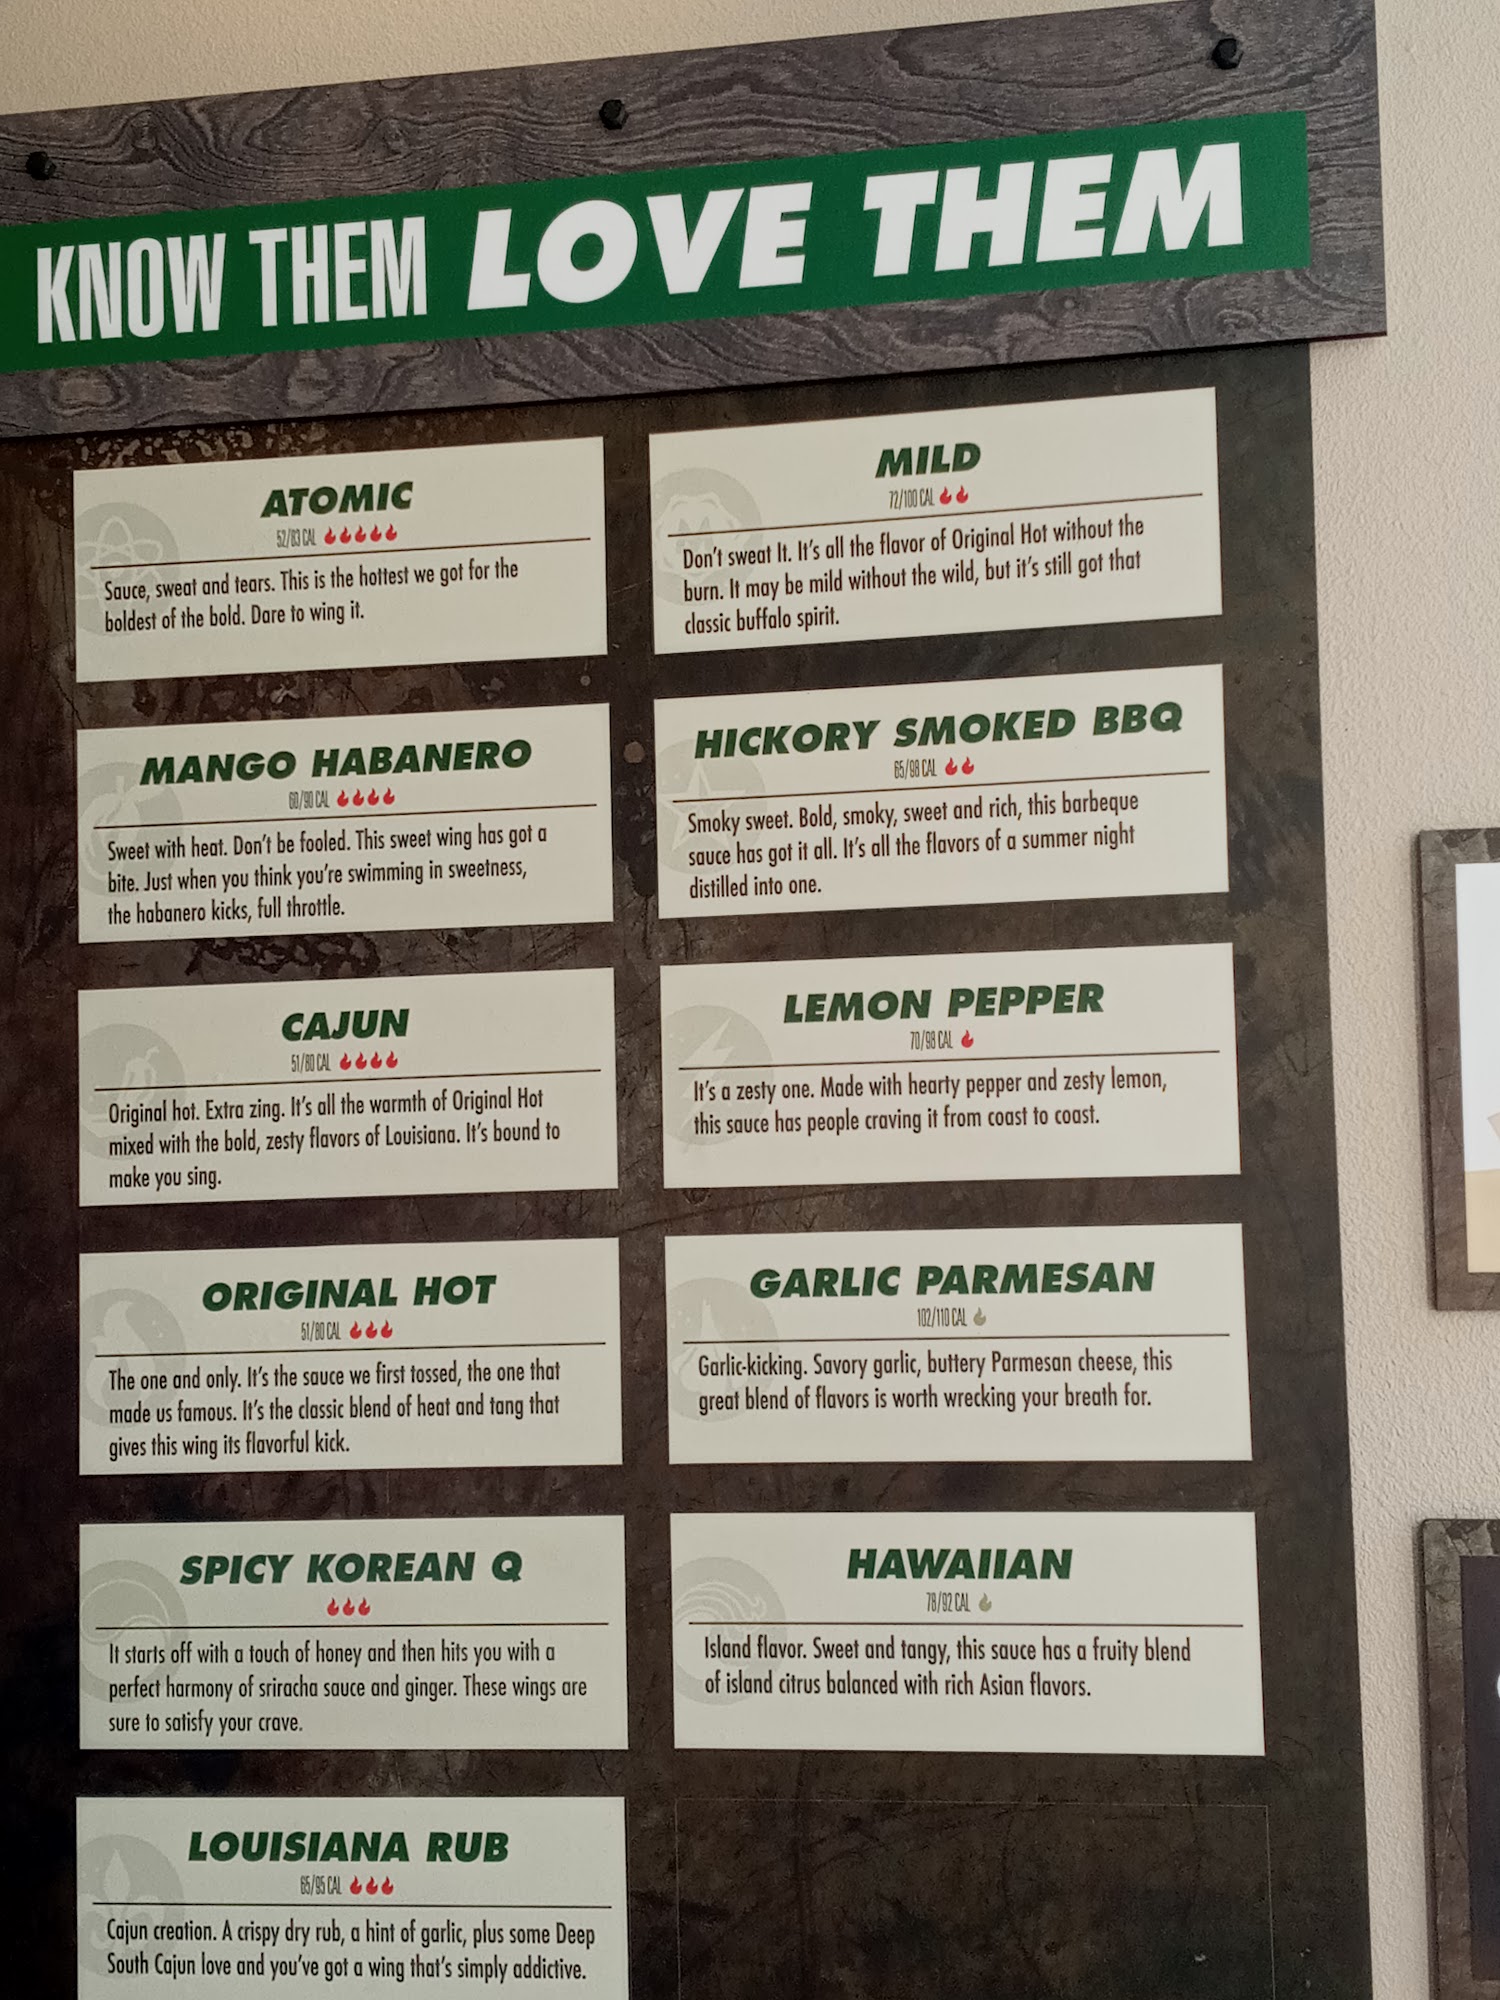 KNOW THEM LOVE THEM
ATOMIC
52/83 CAL
Sauce, sweat and tears. This is the hottest we got for the
boldest of the bold. Dare to wing it.
MANGO HABANERO
60/90 CAL
Sweet with heat. Don't be fooled. This sweet wing has got a
bite. Just when you think you're swimming in sweetness,
the habanero kicks, full throttle.
CAJUN
51/80 CAL
Original hot. Extra zing. It's all the warmth of Original Hot
mixed with the bold, zesty flavors of Louisiana. It's bound to
make you sing.
ORIGINAL HOT
51/80 CAL
The one and only. It's the sauce we first tossed, the one that
made us famous. It's the classic blend of heat and tang that
gives this wing its flavorful kick.
SPICY KOREAN Q
It starts off with a touch of honey and then hits you with a
perfect harmony of sriracha sauce and ginger. These wings are
sure to satisfy your crave.
LOUISIANA RUB
65/95 CAL
Cajun creation. A crispy dry rub, a hint of garlic, plus some Deep
South Cajun love and you've got a wing that's simply addictive.
MILD
72/100 CAL
Don't sweat It. It's all the flavor of Original Hot without the
burn. It may be mild without the wild, but it's still got that
classic buffalo spirit.
HICKORY SMOKED BBQ
65/98 CAL
Smoky sweet. Bold, smoky, sweet and rich, this barbeque
sauce has got it all. It's all the flavors of a summer night
distilled into one.
LEMON PEPPER
70/98 CAL
It's a zesty one. Made with hearty pepper and zesty lemon,
this sauce has people craving it from coast to coast.
GARLIC PARMESAN
102/110 CAL
Garlic-kicking. Savory garlic, buttery Parmesan cheese, this
great blend of flavors is worth wrecking your breath for.
HAWAIIAN
78/92 CAL
Island flavor. Sweet and tangy, this sauce has a fruity blend
of island citrus balanced with rich Asian flavors.